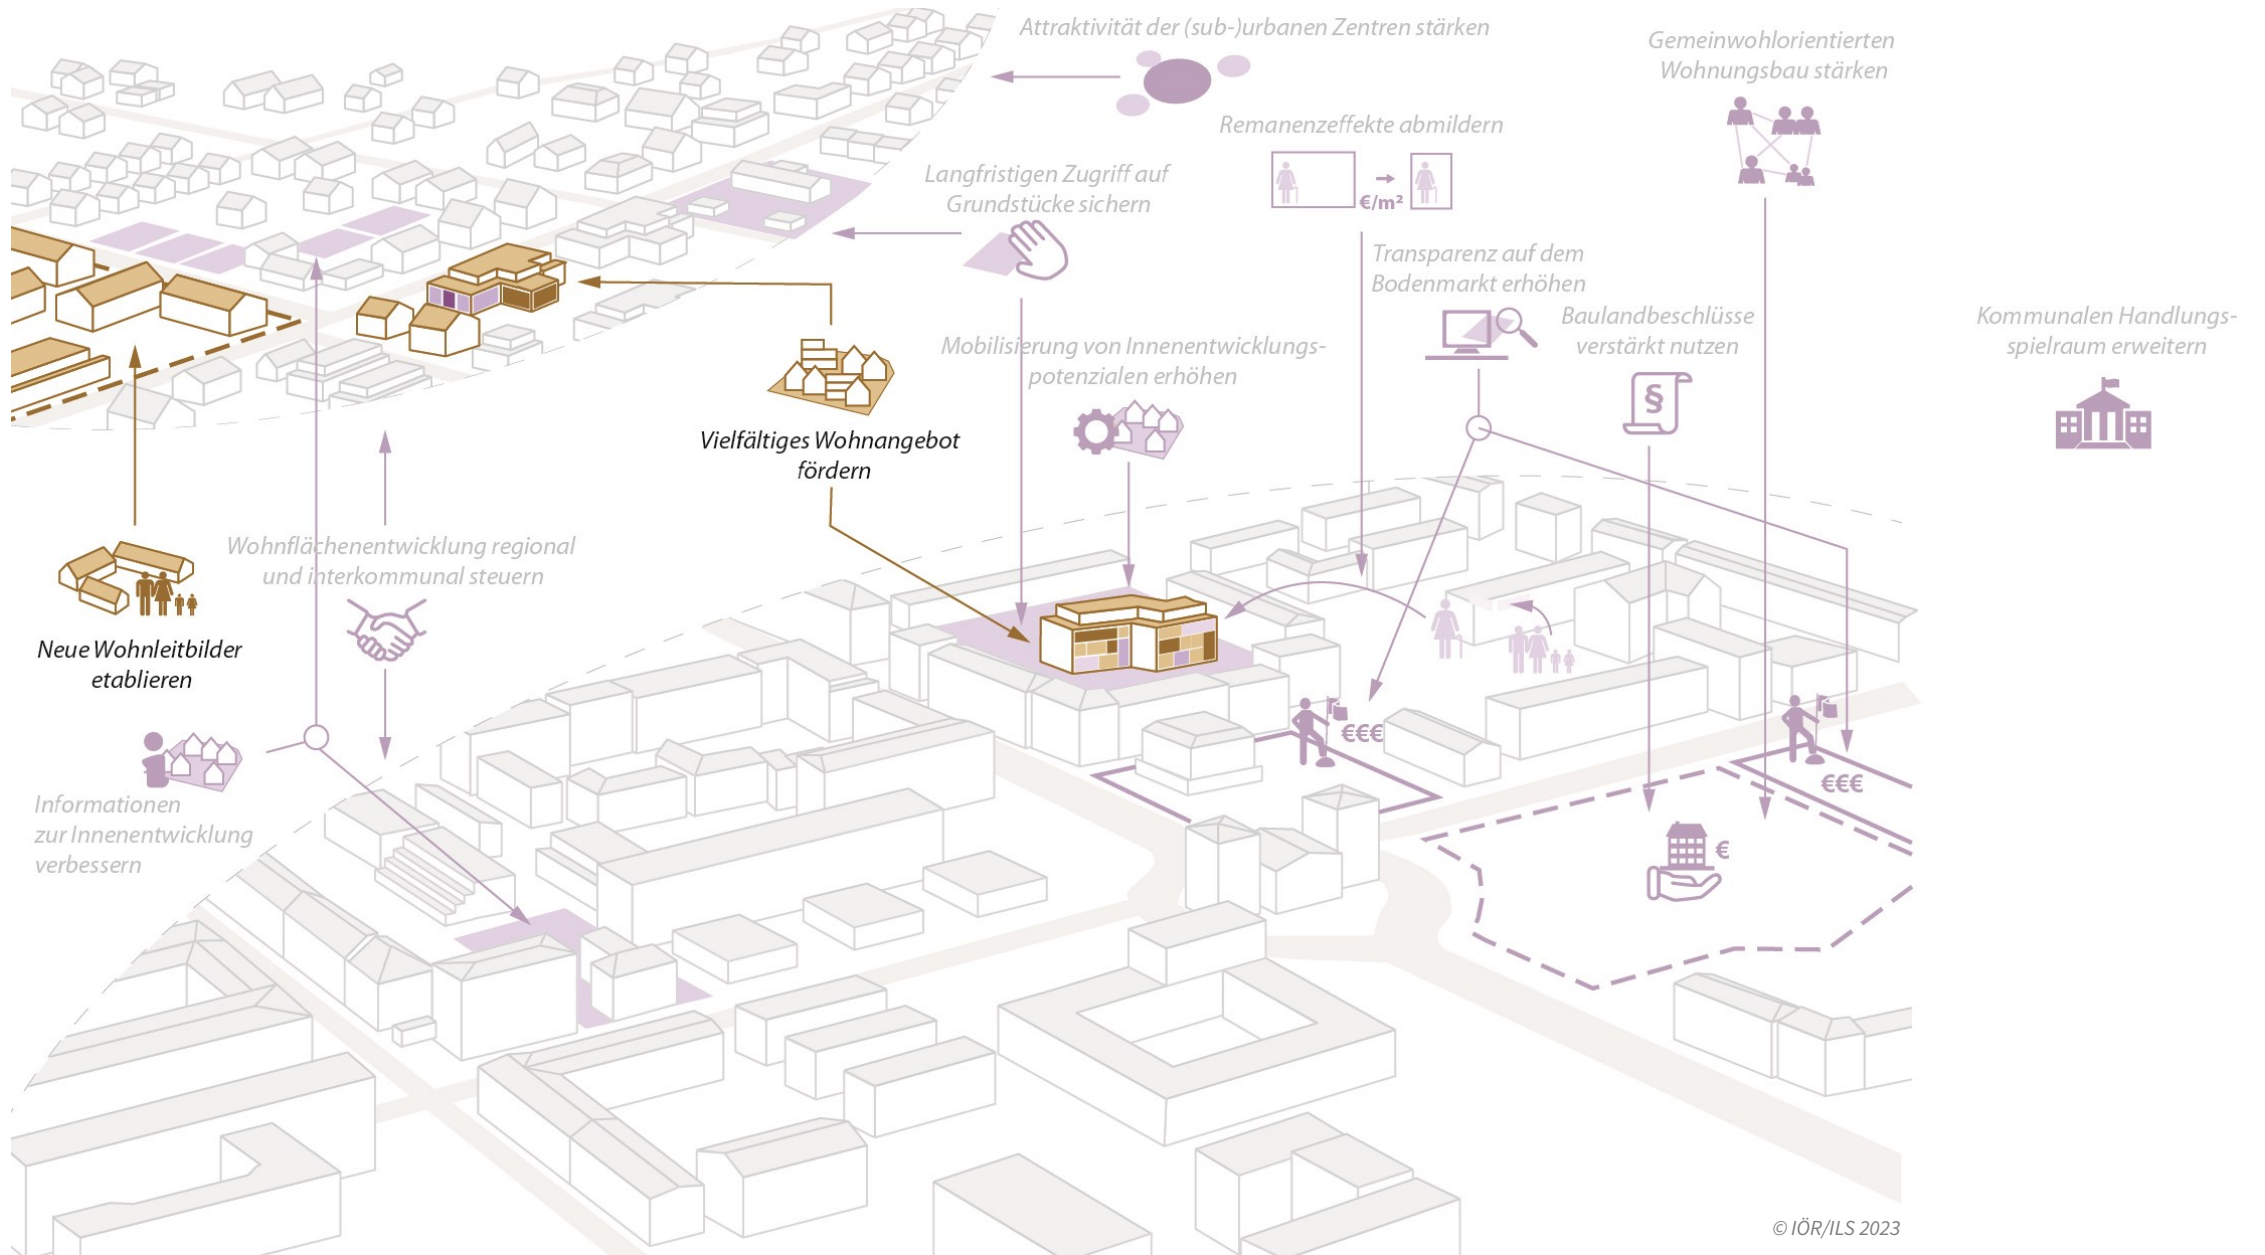 Attraktivität der (sub-)urbanen Zentren stärken
Gemeinwohlorientierten
Wohnungsbau stärken
Remanenzeffekte abmildern
€/m²
Langfristigen Zugriff auf
Grundstücke sichern
Transparenz auf dem
Bodenmarkt erhöhen
Baulandbeschlüsse
verstärkt nutzen
§
Kommunalen Handlungs-
spielraum erweitern
Mobilisierung von Innenentwicklungs-
potenzialen erhöhen
Vielfältiges Wohnangebot
fördern
Wohnflächenentwicklung regional
und interkommunal steuern
Neue Wohnleitbilder
etablieren
Informationen
zur Innenentwicklung
verbessern
€€€
€€€
€
© IÖR/ILS 2023